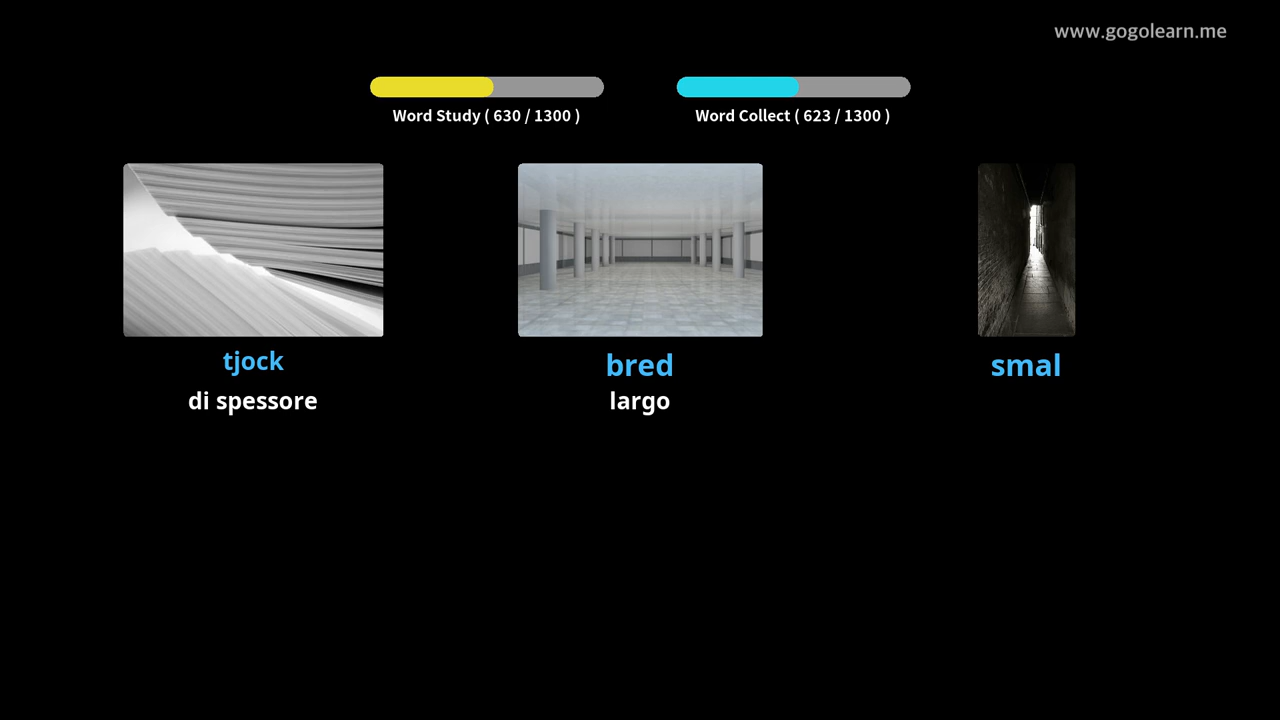 www.gogolearn.me
Word Study ( 630 / 1300 )
Word Collect ( 623 / 1300 )
tjock
di spessore
bred
largo
smal